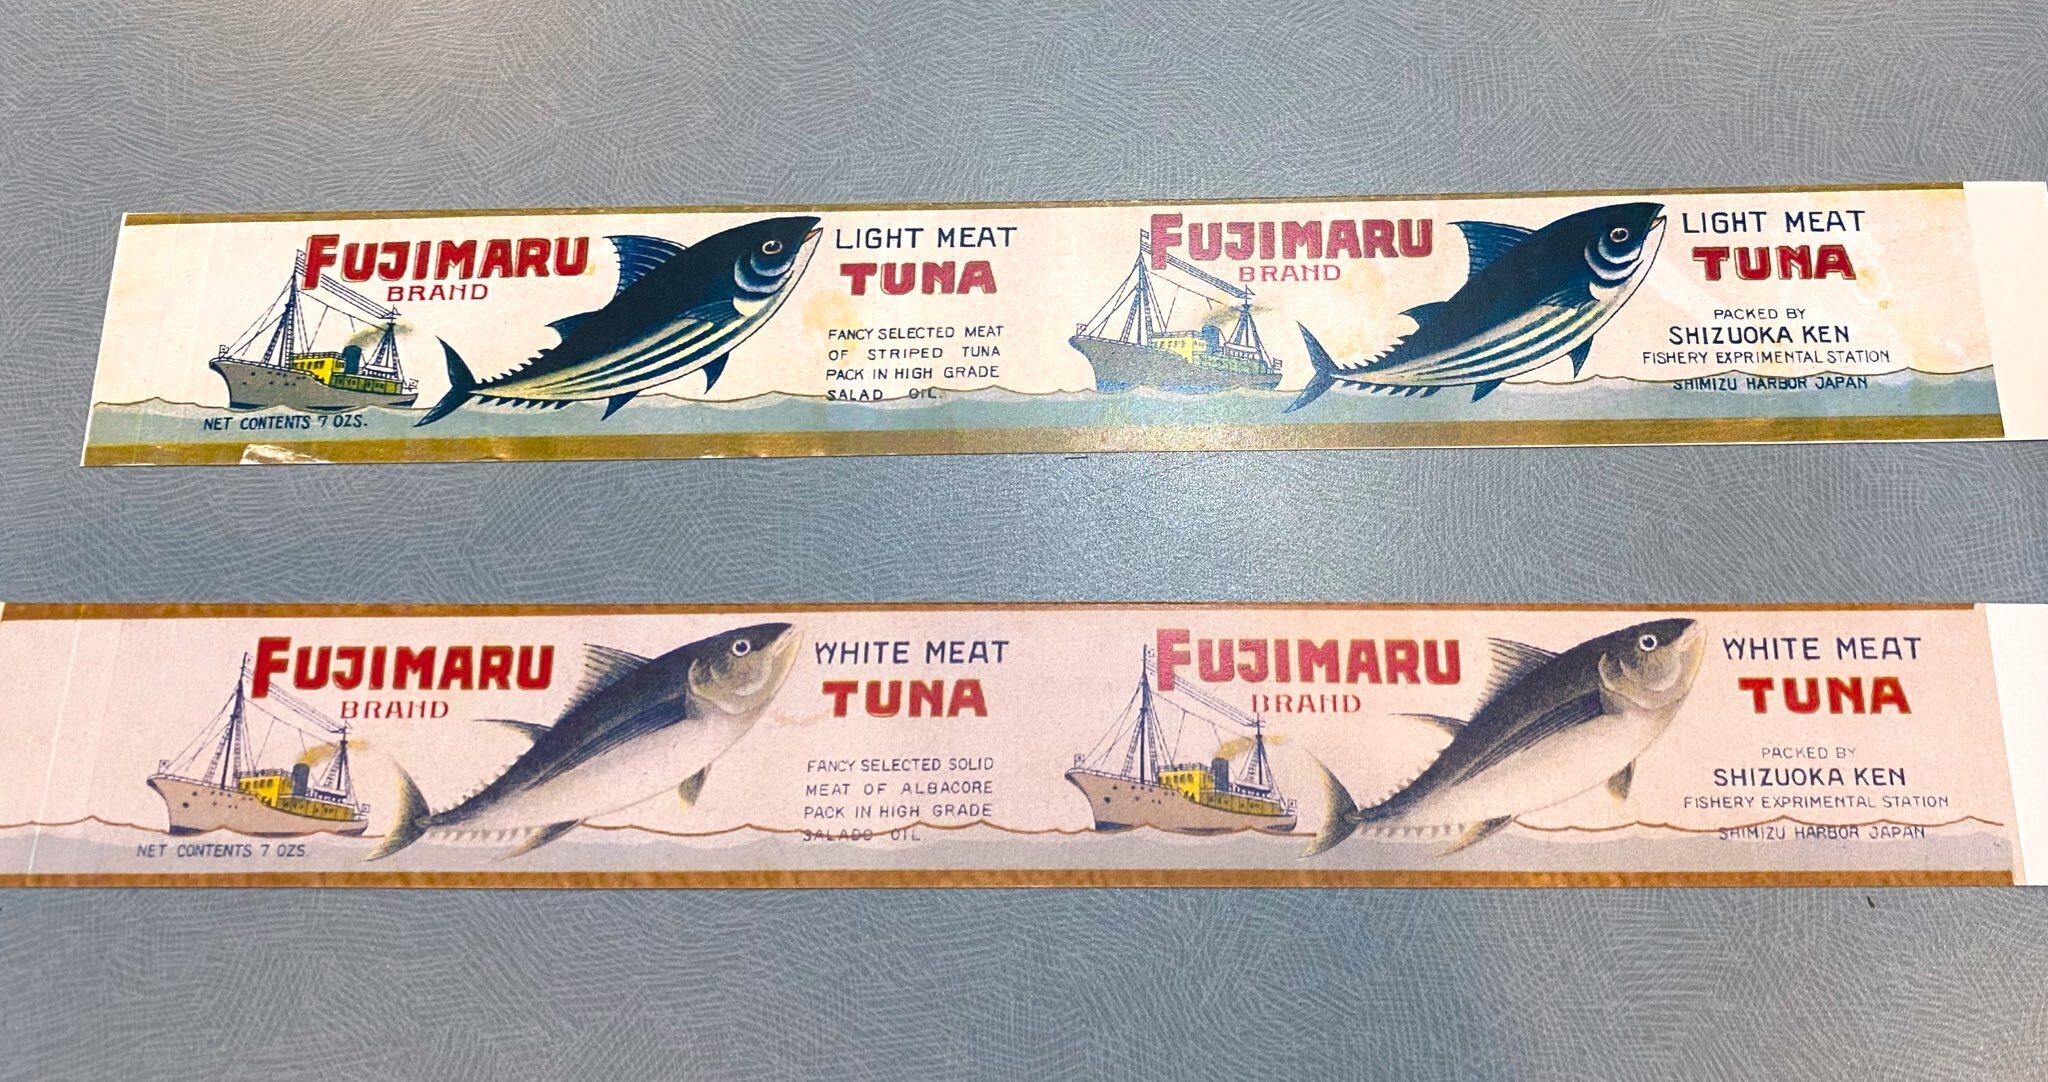 FUJIMARU
BRAND
NET CONTENTS 7 OZS.
LIGHT MEAT
TUNA
FANCY SELECTED MEAT
OF STRIPED TUNA
PACK IN HIGH GRADE
SALAD OIL.
FUJIMARU
BRAND
LIGHT MEAT
TUNA
PACKED BY
SHIZUOKA KEN
FISHERY EXPRIMENTAL STATION
SHIMIZU HARBOR JAPAN
FUJIMARU
BRAND
NET CONTENTS 7 OZS.
WHITE MEAT
TUNA
FANCY SELECTED SOLID
MEAT OF ALBACORE
PACK IN HIGH GRADE
SALADO OIL.
FUJIMARU
BRAND
WHITE MEAT
TUNA
PACKED BY
SHIZUOKA KEN
FISHERY EXPRIMENTAL STATION
SHIMIZU HARBOR JAPAN